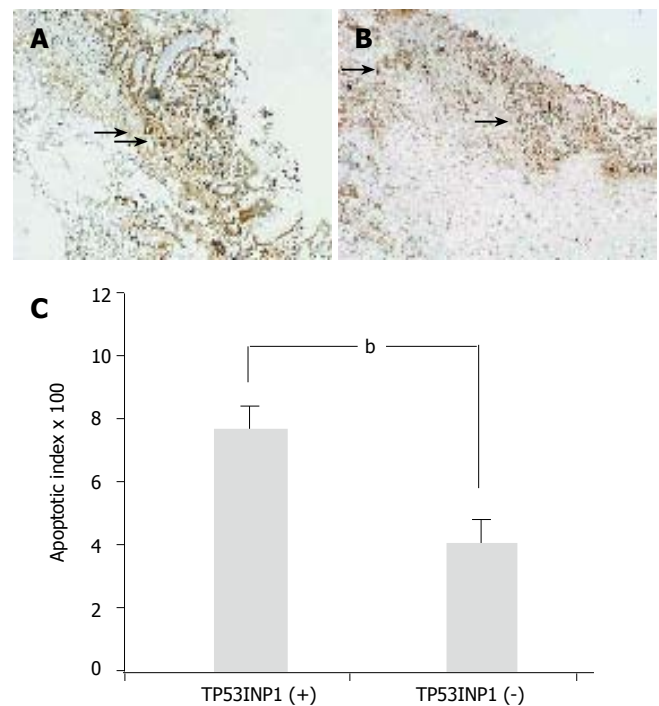 A
B
C
12
10
8
6
4
2
0
Apoptotic index x 100
b
TP53INP1 (+)
TP53INP1 (-)